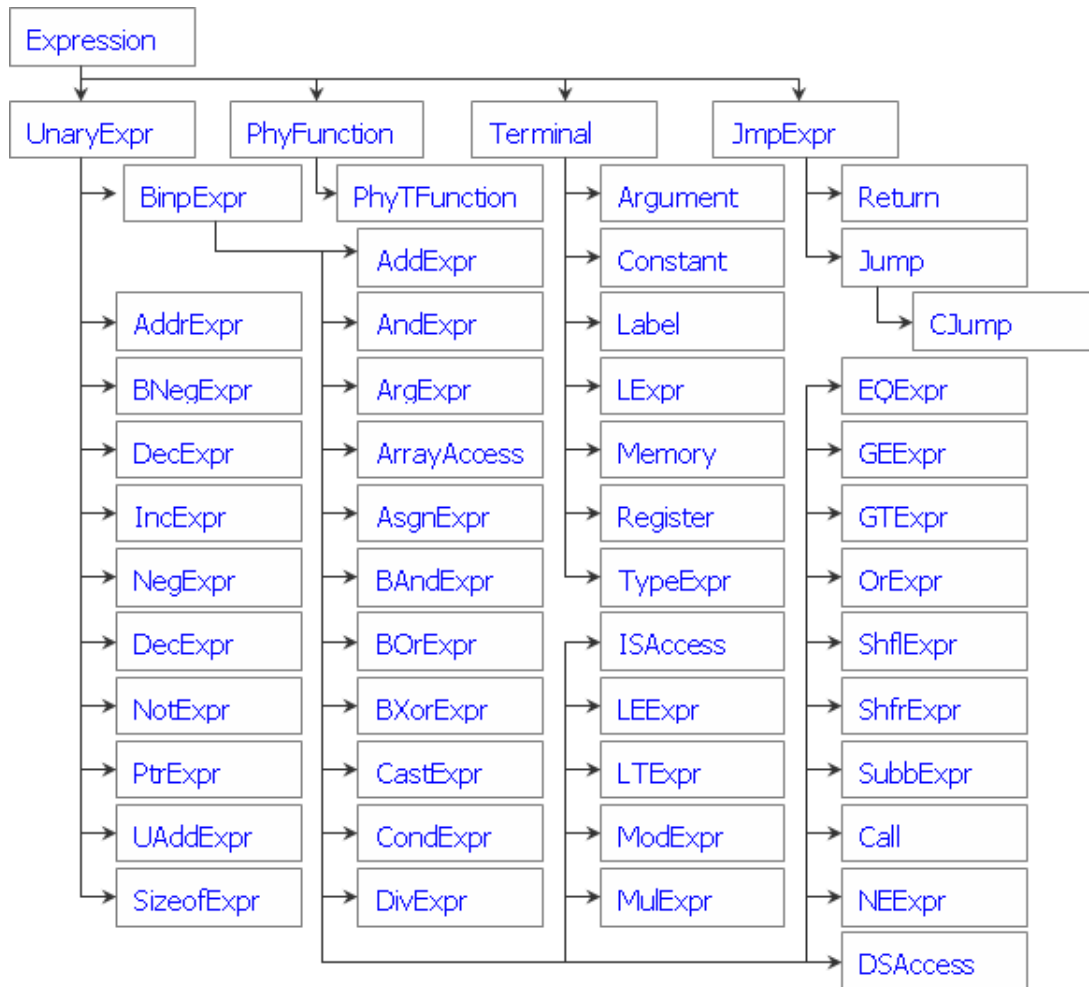 Expression
UnaryExpr
PhyFunction
Terminal
JmpExpr
BinpExpr
PhyTFunction
Argument
Return
AddExpr
Constant
Jump
AddrExpr
AndExpr
Label
CJump
BNegExpr
ArgExpr
LExpr
EQExpr
DecExpr
ArrayAccess
Memory
GEExpr
IncExpr
AsgnExpr
Register
GTExpr
NegExpr
BAndExpr
TypeExpr
OrExpr
DecExpr
BOrExpr
ISAccess
ShflExpr
NotExpr
BXorExpr
LEExpr
ShfrExpr
PtrExpr
CastExpr
LTExpr
SubbExpr
UAddExpr
CondExpr
ModExpr
Call
SizeofExpr
DivExpr
MulExpr
NEExpr
DSAccess